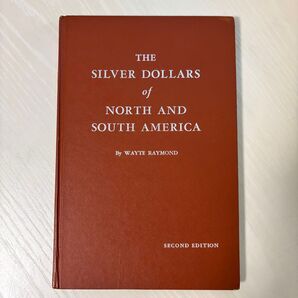 THE
SILVER DOLLARS
of
NORTH AND
SOUTH AMERICA
By WAYTE RAYMOND
SECOND EDITION